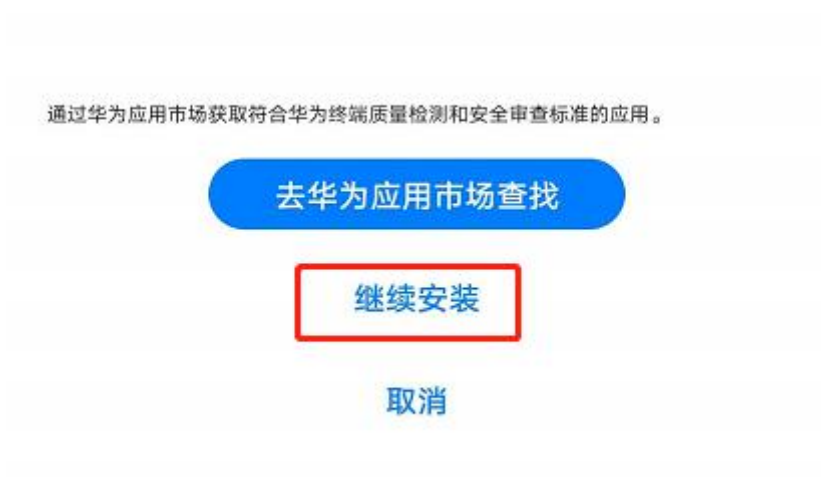 通过华为应用市场获取符合华为终端质量检测和安全审查标准的应用。
去华为应用市场查找
继续安装
取消